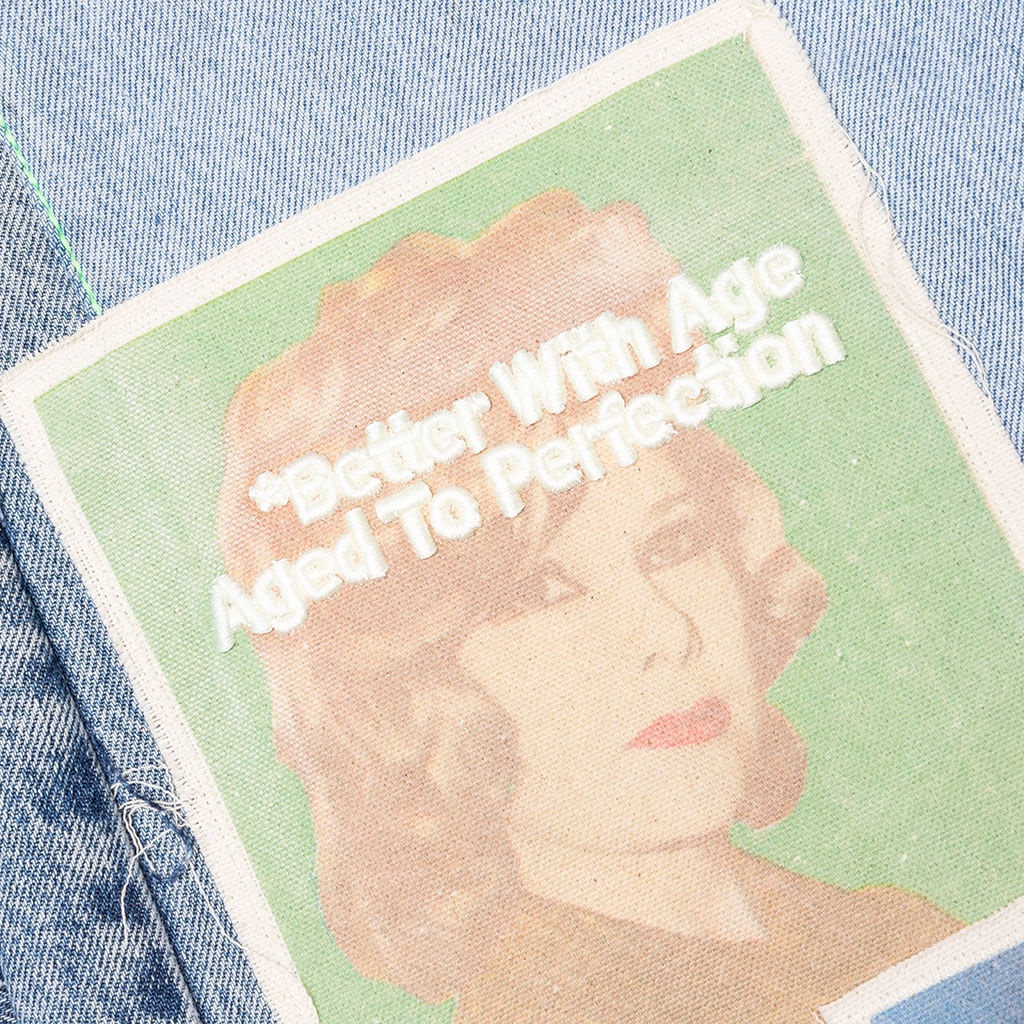 *Better With Age
Aged To Perfection